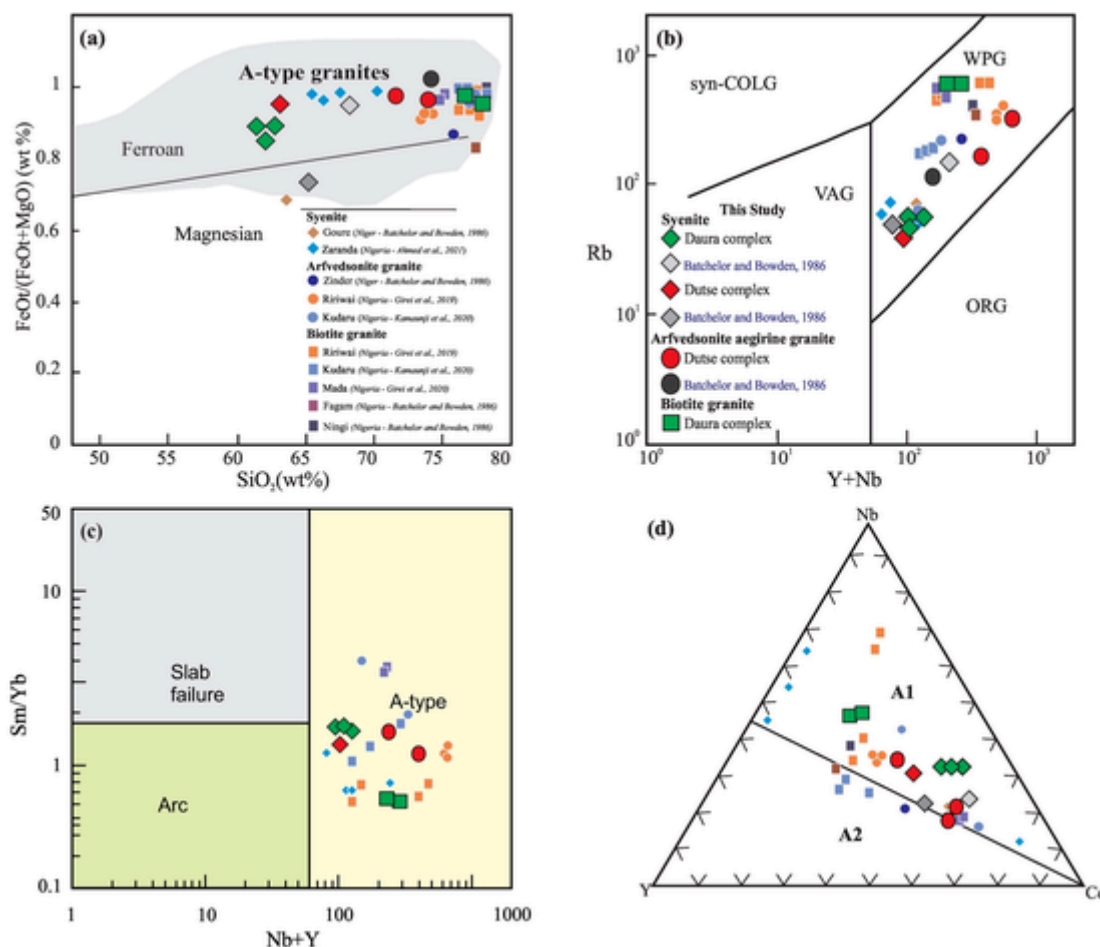 (a)
A-type granites
Ferroan
Magnesian
FeOt/(FeOt+MgO) (wt %)
1
0.8
0.6
0.4
0.2
0
50 55 60 65 70 75 80
SiO2(wt%)
Syenite
Goure (Niger - Batchelor and Bowden, 1986)
Zaranda (Nigeria - Ahmed et al., 2021)
Arfvedsonite granite
Zinder (Niger - Batchelor and Bowden, 1986)
Ririwai (Nigeria - Girei et al., 2019)
Kudaru (Nigeria - Kamaunji et al., 2020)
Biotite granite
Ririwai (Nigeria - Girei et al., 2019)
Kudaru (Nigeria - Kamaunji et al., 2020)
Mada (Nigeria - Girei et al., 2020)
Fagam (Nigeria - Batchelor and Bowden, 1986)
Ningi (Nigeria - Batchelor and Bowden, 1986)
(b)
syn-COLG
WPG
VAG
ORG
Rb
10³
10²
10¹
10⁰
10⁰ 10¹ 10² 10³
Y+Nb
This Study
Syenite
Daura complex
Batchelor and Bowden, 1986
Dutse complex
Batchelor and Bowden, 1986
Arfvedsonite aegirine granite
Dutse complex
Batchelor and Bowden, 1986
Biotite granite
Daura complex
(c)
Slab
failure
A-type
Arc
Sm/Yb
50
10
1
0.1
1 10 100 1000
Nb+Y
(d)
Nb
A1
A2
Y
Ce